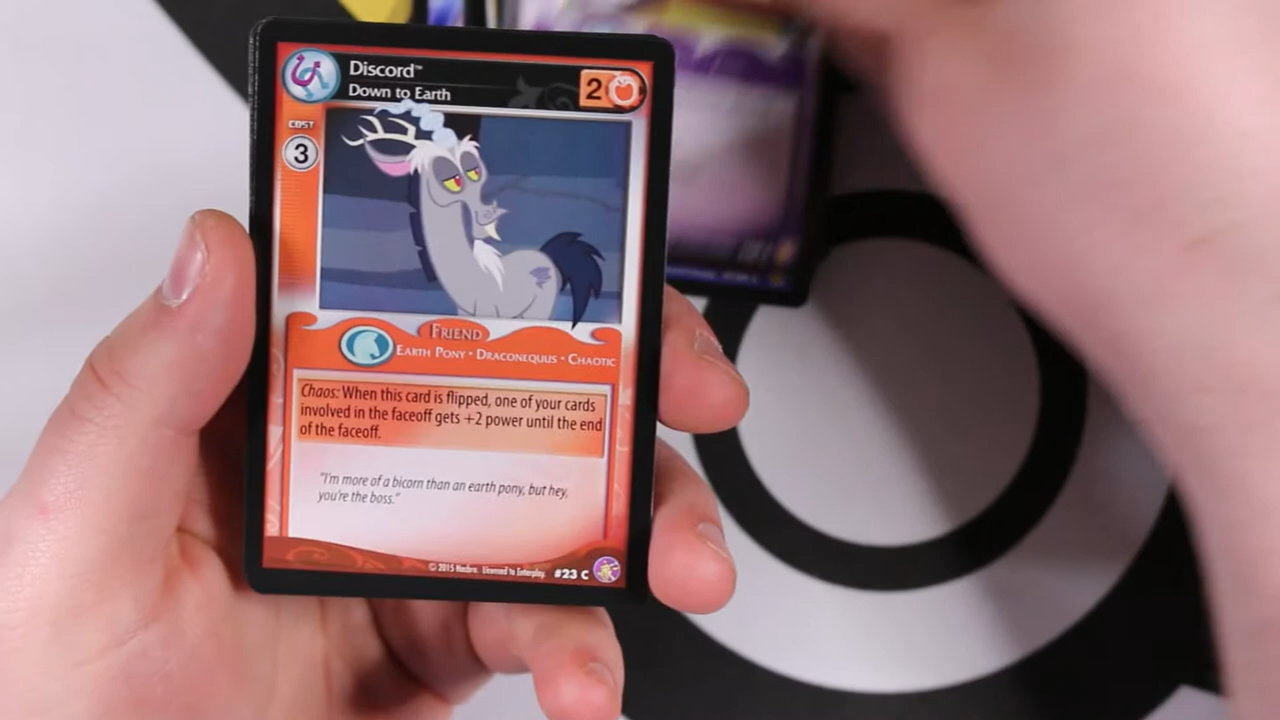 Discord™
Down to Earth
2
COST
3
FRIEND
EARTH PONY • DRACONEQUUS • CHAOTIC
Chaos: When this card is flipped, one of your cards
involved in the faceoff gets +2 power until the end
of the faceoff.
"I'm more of a bicorn than an earth pony, but hey,
you're the boss."
© 2015 Hasbro. Licensed to Enterplay. #23 C